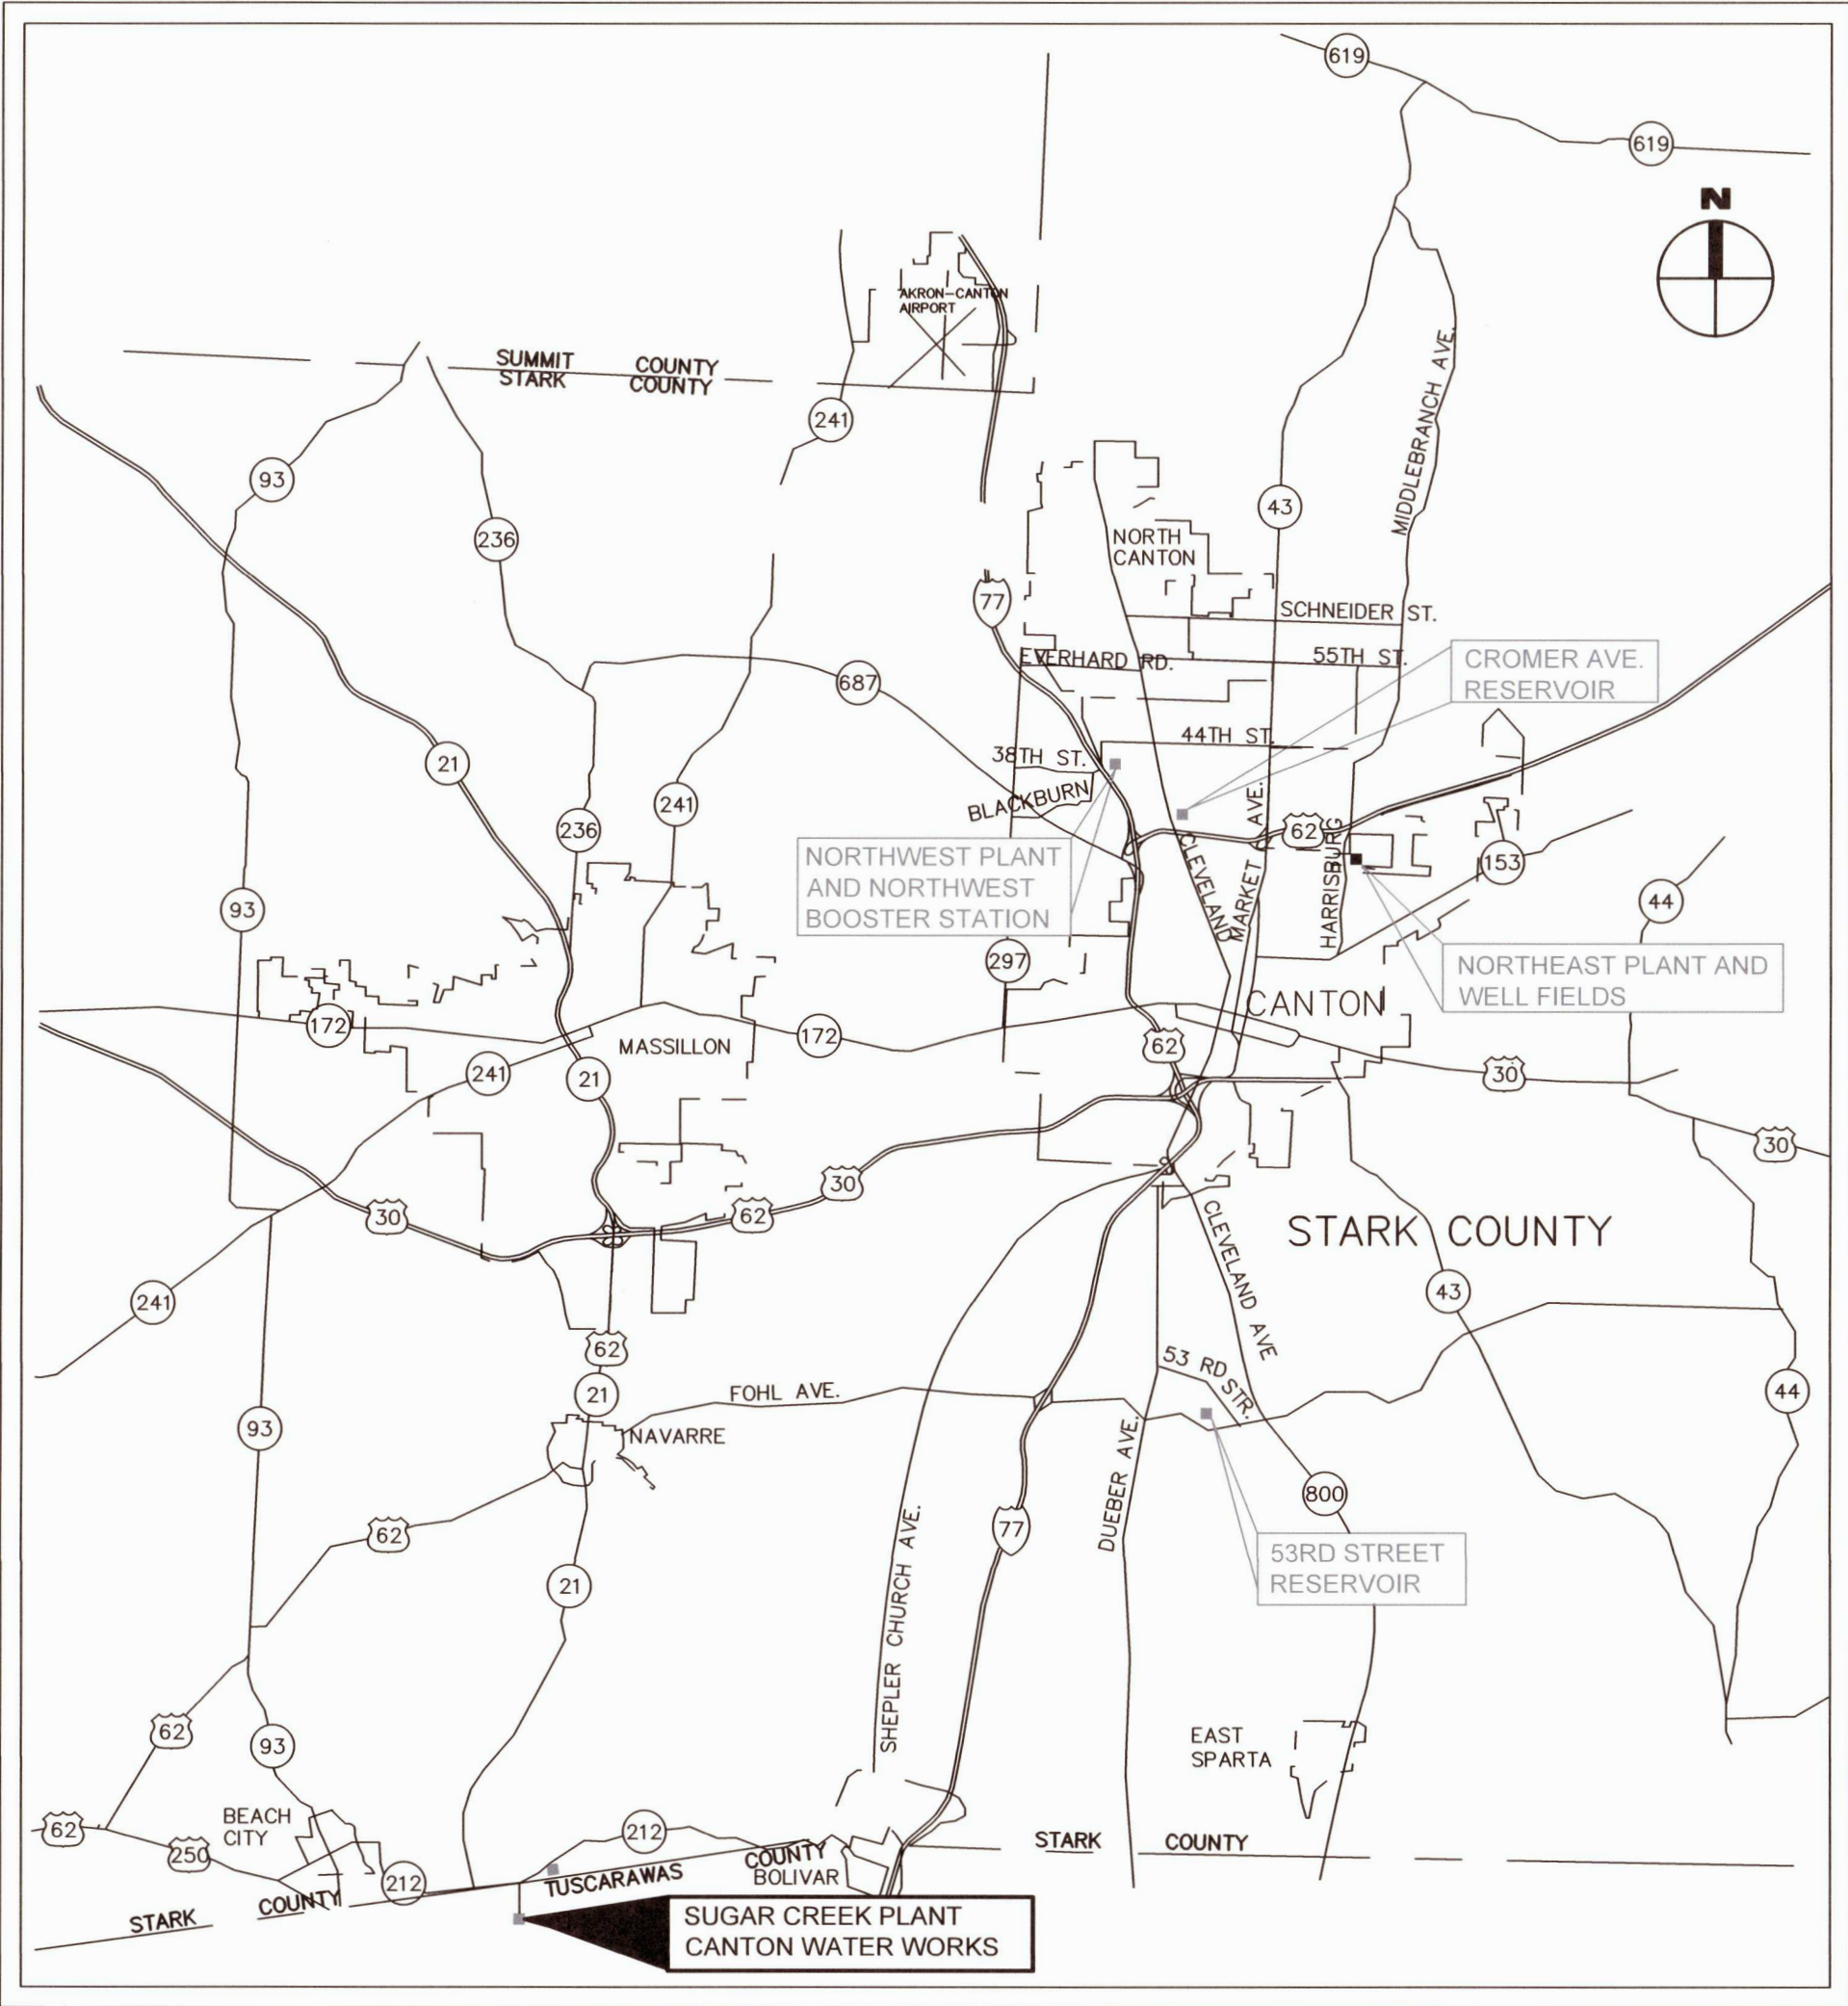 619
619
N
AKRON-CANTON
AIRPORT
SUMMIT COUNTY
STARK COUNTY
241
93
236
43
MIDDLEBRANCH AVE.
NORTH
CANTON
77
SCHNEIDER ST.
EVERHARD RD.
55TH ST.
CROMER AVE.
RESERVOIR
687
44TH ST.
38TH ST.
21
BLACKBURN
241
236
62
MARKET AVE.
CLEVELAND
HARRISBURG
153
NORTHWEST PLANT
AND NORTHWEST
BOOSTER STATION
93
44
297
NORTHEAST PLANT AND
WELL FIELDS
CANTON
172
172
MASSILLON
62
241
21
30
30
30
62
30
CLEVELAND AVE
STARK COUNTY
241
43
62
53 RD STR.
21
FOHL AVE.
44
93
NAVARRE
DUEBER AVE.
800
62
77
SHEPLER CHURCH AVE.
53RD STREET
RESERVOIR
21
62
93
EAST
SPARTA
BEACH
CITY
62
250
212
212
STARK COUNTY
COUNTY
BOLIVAR
TUSCARAWAS
STARK COUNTY
SUGAR CREEK PLANT
CANTON WATER WORKS